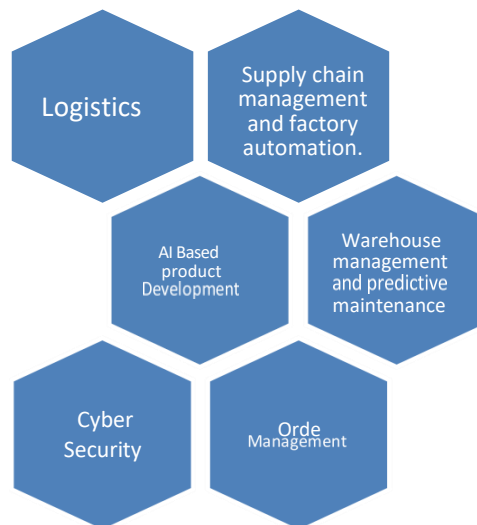 Logistics
Supply chain
management
and factory
automation.
AI Based
product
Development
Warehouse
management
and predictive
maintenance
Cyber
Security
Orde
Management